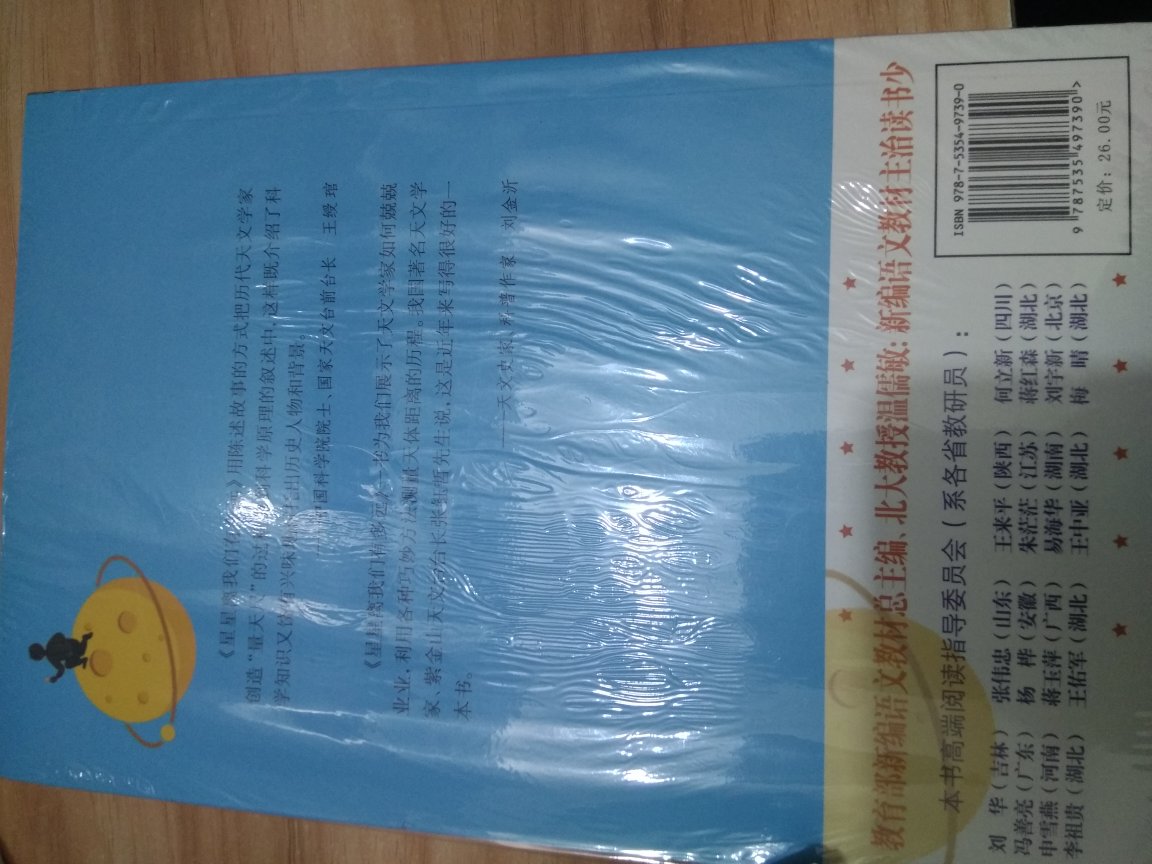 《星星离我们有多远》用陈述故事的方式把历代天文学家
创造“量天尺”的过程 科学原理的叙述中,这样既介绍了科
学知识又饶有兴味地 出历史人物和背景。
——中国科学院院士、国家天文台前台长 王绶琯
《星星离我们有多远》一书为我们展示了天文学家如何兢兢
业业,利用各种巧妙方法测量天体距离的历程。我国著名天文学
家、紫金山天文台台长张钰哲先生说,这是近年来写得很好的一
本书。
——天文史家、科普作家 刘金沂
教育部新编语文教材总主编、北大教授温儒敏:新编语文教材主治读书少
本书高端阅读指导委员会(系各省教研员):
刘 华(吉林) 张伟忠(山东) 王来平(陕西) 何立新(四川)
冯善亮(广东) 杨 桦(安徽) 朱茫茫(江苏) 蒋红森(湖北)
申雪燕(河南) 蒋玉萍(广西) 易海华(湖南) 刘宇新(北京)
李祖贵(湖北) 王佑军(湖北) 王中亚(湖北) 梅 晴(湖北)
ISBN 978-7-5354-9739-0
9 787535 497390>
定价: 26.00元